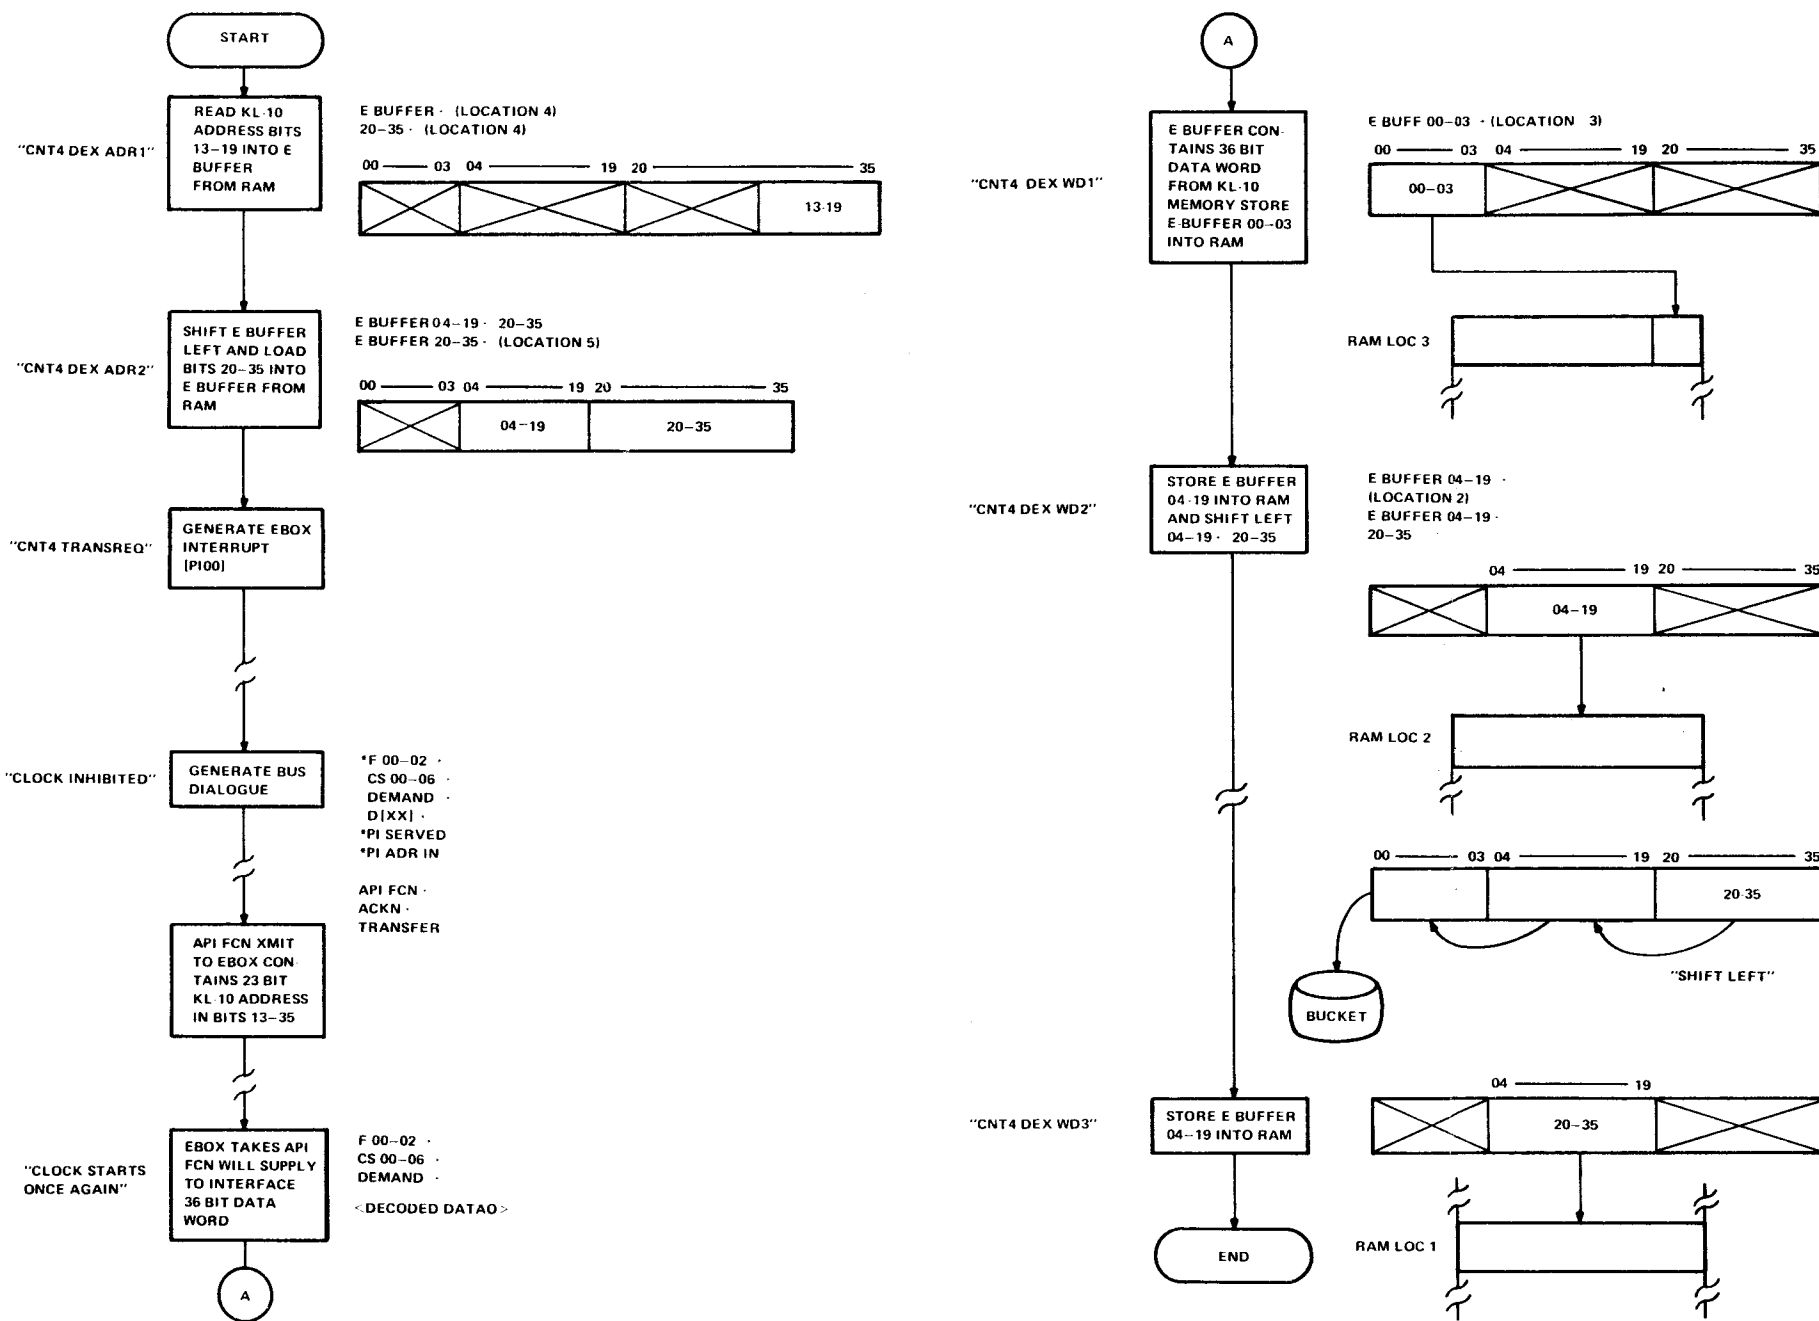 START
"CNT4 DEX ADR1"
READ KL-10
ADDRESS BITS
13-19 INTO E
BUFFER
FROM RAM
E BUFFER · (LOCATION 4)
20-35 · (LOCATION 4)
00 03 04 19 20 35
13-19
"CNT4 DEX ADR2"
SHIFT E BUFFER
LEFT AND LOAD
BITS 20-35 INTO
E BUFFER FROM
RAM
E BUFFER 04-19 · 20-35
E BUFFER 20-35 · (LOCATION 5)
00 03 04 19 20 35
04-19 20-35
"CNT4 TRANSREQ"
GENERATE EBOX
INTERRUPT
[PI00]
"CLOCK INHIBITED"
GENERATE BUS
DIALOGUE
*F 00-02 ·
CS 00-06 ·
DEMAND ·
D[XX] ·
*PI SERVED
*PI ADR IN
API FCN ·
ACKN ·
TRANSFER
API FCN XMIT
TO EBOX CON-
TAINS 23 BIT
KL-10 ADDRESS
IN BITS 13-35
"CLOCK STARTS
ONCE AGAIN"
EBOX TAKES API
FCN WILL SUPPLY
TO INTERFACE
36 BIT DATA
WORD
F 00-02 ·
CS 00-06 ·
DEMAND ·
<DECODED DATAO>
A
A
"CNT4 DEX WD1"
E BUFFER CON-
TAINS 36 BIT
DATA WORD
FROM KL-10
MEMORY STORE
E-BUFFER 00-03
INTO RAM
E BUFF 00-03 · (LOCATION 3)
00 03 04 19 20 35
00-03
RAM LOC 3
"CNT4 DEX WD2"
STORE E BUFFER
04-19 INTO RAM
AND SHIFT LEFT
04-19 · 20-35
E BUFFER 04-19 ·
(LOCATION 2)
E BUFFER 04-19 ·
20-35
04 19 20 35
04-19
RAM LOC 2
00 03 04 19 20 35
20-35
"SHIFT LEFT"
BUCKET
"CNT4 DEX WD3"
STORE E BUFFER
04-19 INTO RAM
04 19
20-35
RAM LOC 1
END